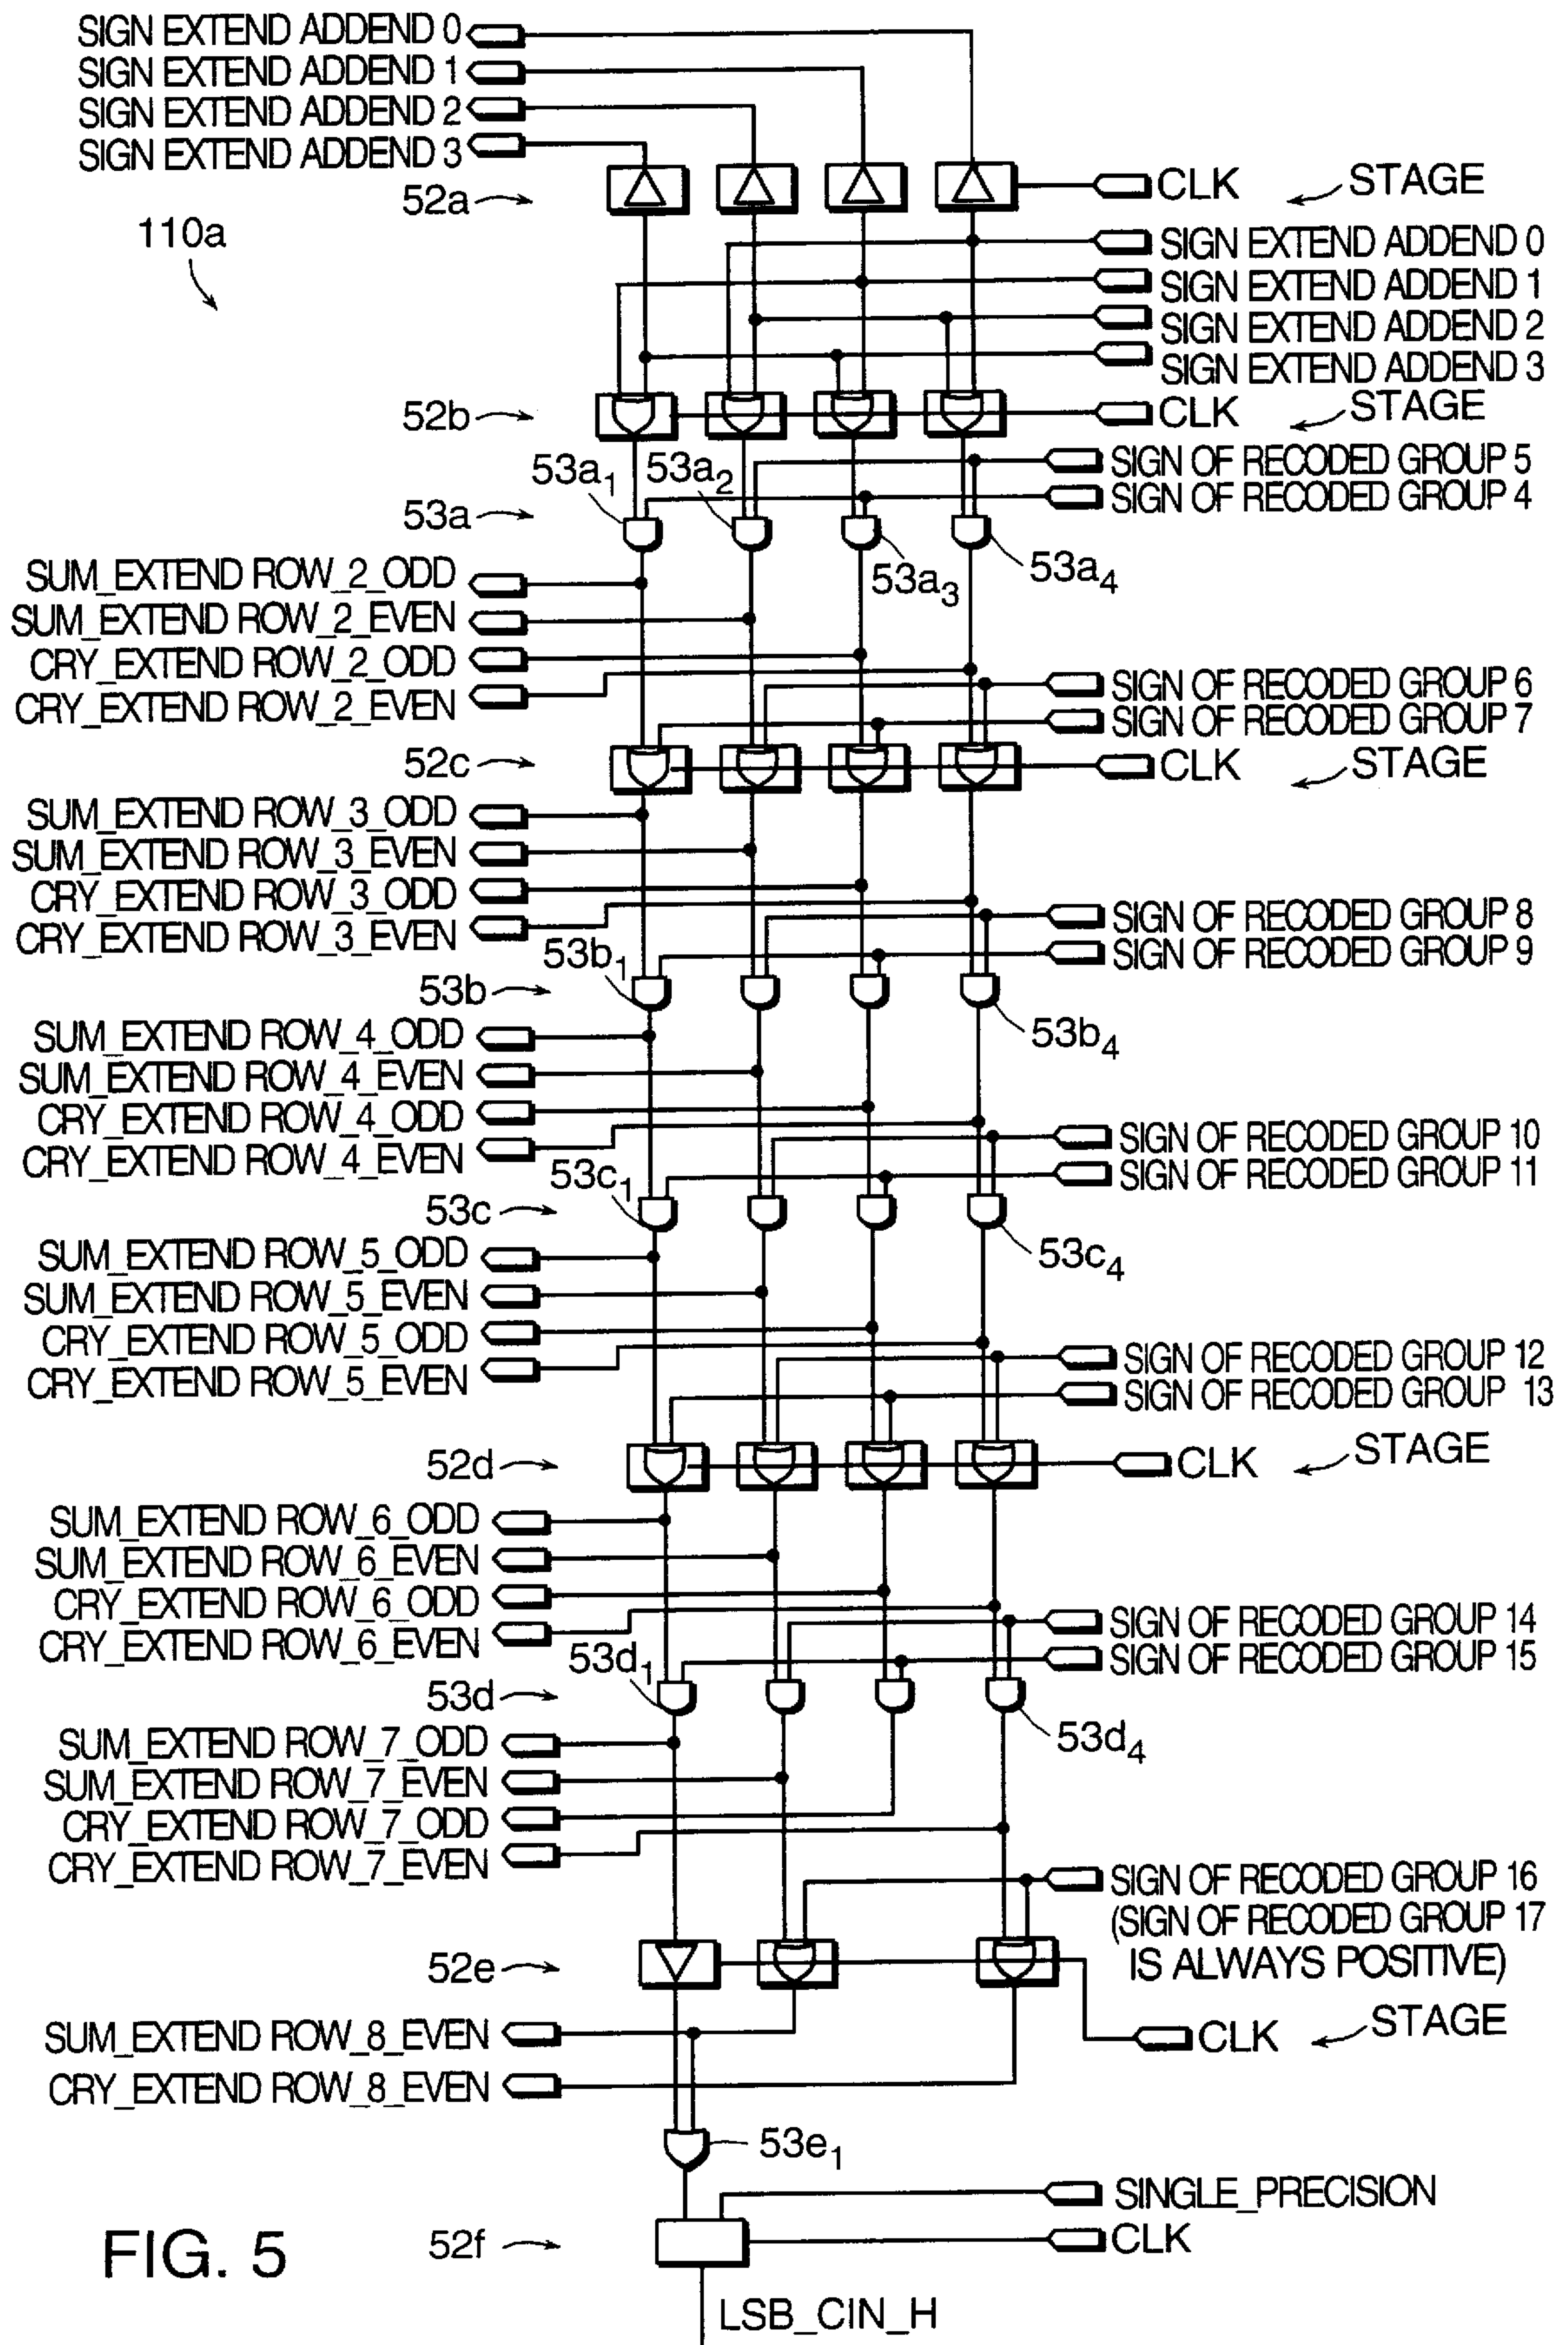 SIGN EXTEND ADDEND 0
SIGN EXTEND ADDEND 1
SIGN EXTEND ADDEND 2
SIGN EXTEND ADDEND 3
52a
CLK
STAGE
110a
SIGN EXTEND ADDEND 0
SIGN EXTEND ADDEND 1
SIGN EXTEND ADDEND 2
SIGN EXTEND ADDEND 3
52b
CLK
STAGE
53a1
53a2
SIGN OF RECODED GROUP 5
SIGN OF RECODED GROUP 4
53a
53a3
53a4
SUM_EXTEND ROW_2_ODD
SUM_EXTEND ROW_2_EVEN
CRY_EXTEND ROW_2_ODD
CRY_EXTEND ROW_2_EVEN
SIGN OF RECODED GROUP 6
SIGN OF RECODED GROUP 7
52c
CLK
STAGE
SUM_EXTEND ROW_3_ODD
SUM_EXTEND ROW_3_EVEN
CRY_EXTEND ROW_3_ODD
CRY_EXTEND ROW_3_EVEN
SIGN OF RECODED GROUP 8
SIGN OF RECODED GROUP 9
53b1
53b
53b4
SUM_EXTEND ROW_4_ODD
SUM_EXTEND ROW_4_EVEN
CRY_EXTEND ROW_4_ODD
CRY_EXTEND ROW_4_EVEN
SIGN OF RECODED GROUP 10
SIGN OF RECODED GROUP 11
53c1
53c
53c4
SUM_EXTEND ROW_5_ODD
SUM_EXTEND ROW_5_EVEN
CRY_EXTEND ROW_5_ODD
CRY_EXTEND ROW_5_EVEN
SIGN OF RECODED GROUP 12
SIGN OF RECODED GROUP 13
52d
CLK
STAGE
SUM_EXTEND ROW_6_ODD
SUM_EXTEND ROW_6_EVEN
CRY_EXTEND ROW_6_ODD
CRY_EXTEND ROW_6_EVEN
SIGN OF RECODED GROUP 14
SIGN OF RECODED GROUP 15
53d1
53d
53d4
SUM_EXTEND ROW_7_ODD
SUM_EXTEND ROW_7_EVEN
CRY_EXTEND ROW_7_ODD
CRY_EXTEND ROW_7_EVEN
SIGN OF RECODED GROUP 16
(SIGN OF RECODED GROUP 17
IS ALWAYS POSITIVE)
52e
CLK
STAGE
SUM_EXTEND ROW_8_EVEN
CRY_EXTEND ROW_8_EVEN
53e1
SINGLE_PRECISION
52f
CLK
FIG. 5
LSB_CIN_H